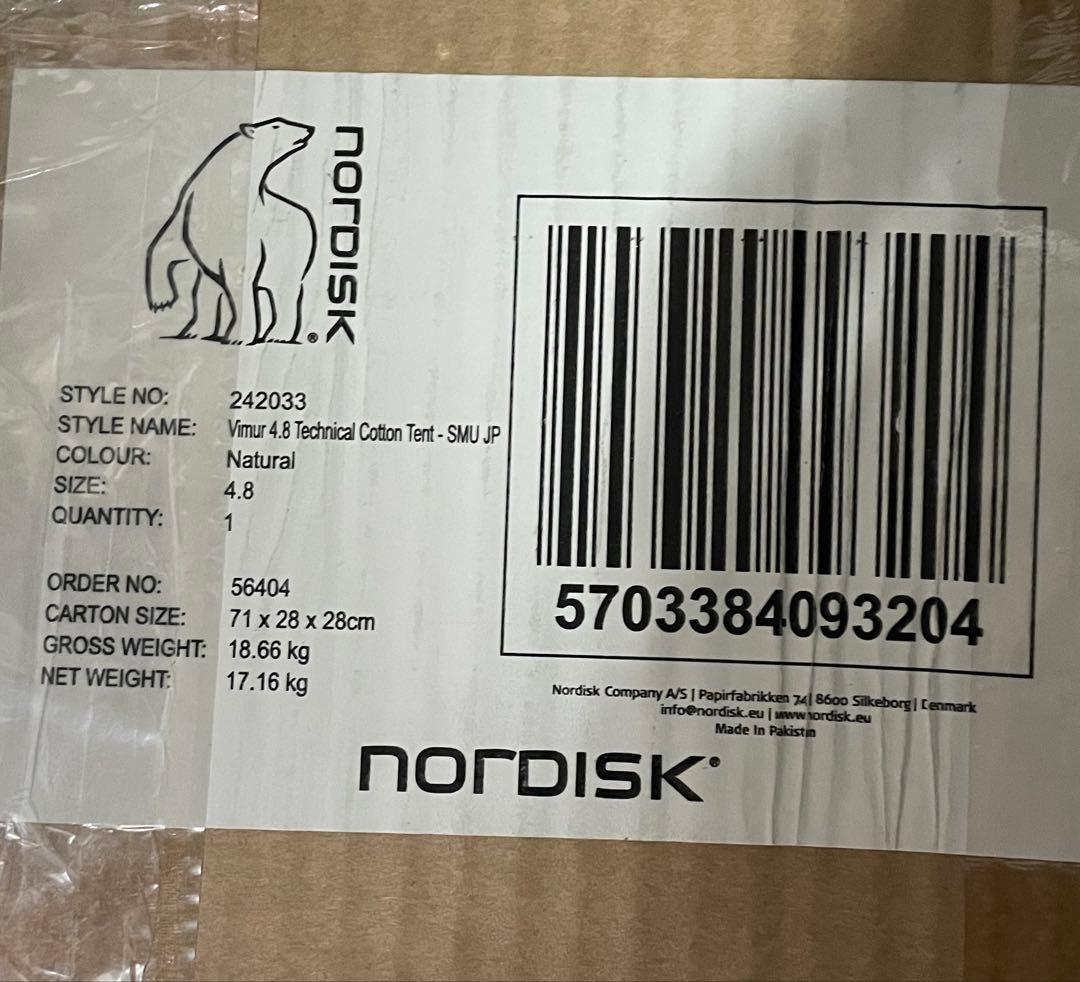 NORDISK®
STYLE NO: 242033
STYLE NAME: Vimur 4.8 Technical Cotton Tent - SMU JP
COLOUR: Natural
SIZE: 4.8
QUANTITY: 1
ORDER NO: 56404
CARTON SIZE: 71 x 28 x 28cm
GROSS WEIGHT: 18.66 kg
NET WEIGHT: 17.16 kg
5703384093204
Nordisk Company A/S | Papirfabrikken 74 | 8600 Silkeborg | Denmark
info@nordisk.eu | www.nordisk.eu
Made In Pakistan
NORDISK®